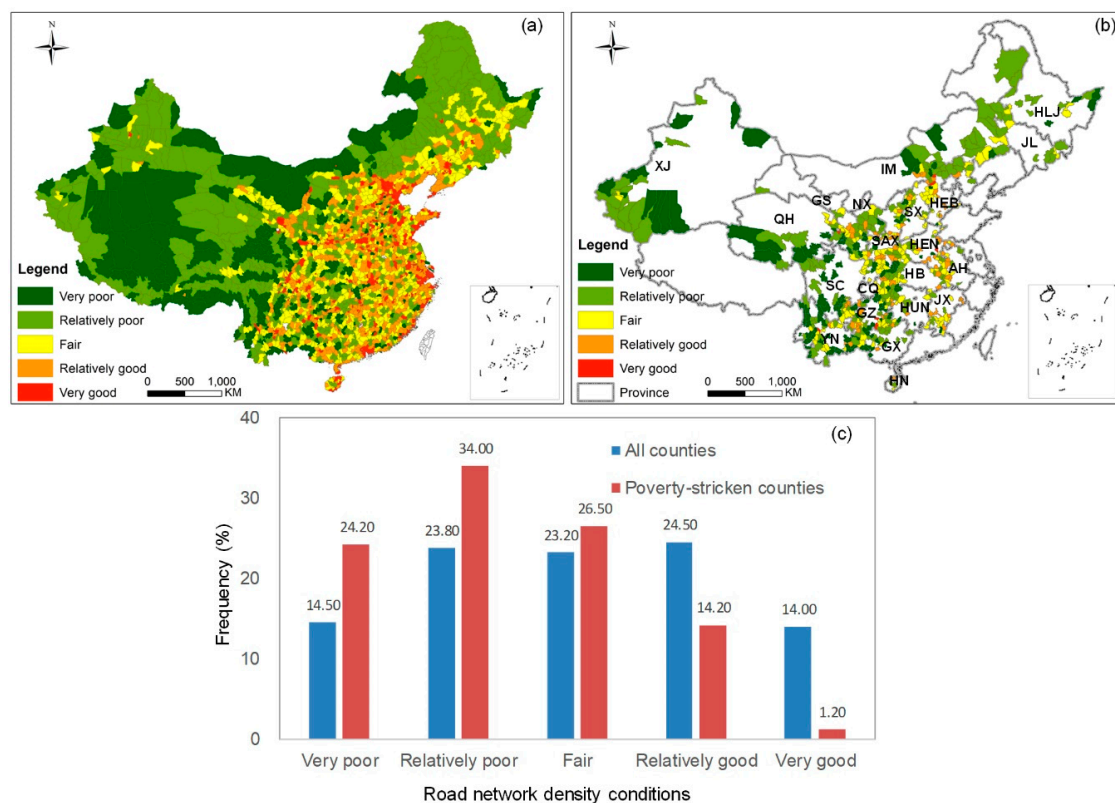 N
(a)
Legend
Very poor
Relatively poor
Fair
Relatively good
Very good
0 500 1,000
KM
N
(b)
XJ
QH
GS
NX
IM
HLJ
JL
HEB
SX
SAX
HEN
AH
HB
SC
CQ
GZ
HUN
JX
YN
GX
HN
Legend
Very poor
Relatively poor
Fair
Relatively good
Very good
Province
0 500 1,000
KM
(c)
All counties
Poverty-stricken counties
Frequency (%)
40
30
20
10
0
14.50
24.20
23.80
34.00
23.20
26.50
24.50
14.20
14.00
1.20
Very poor Relatively poor Fair Relatively good Very good
Road network density conditions